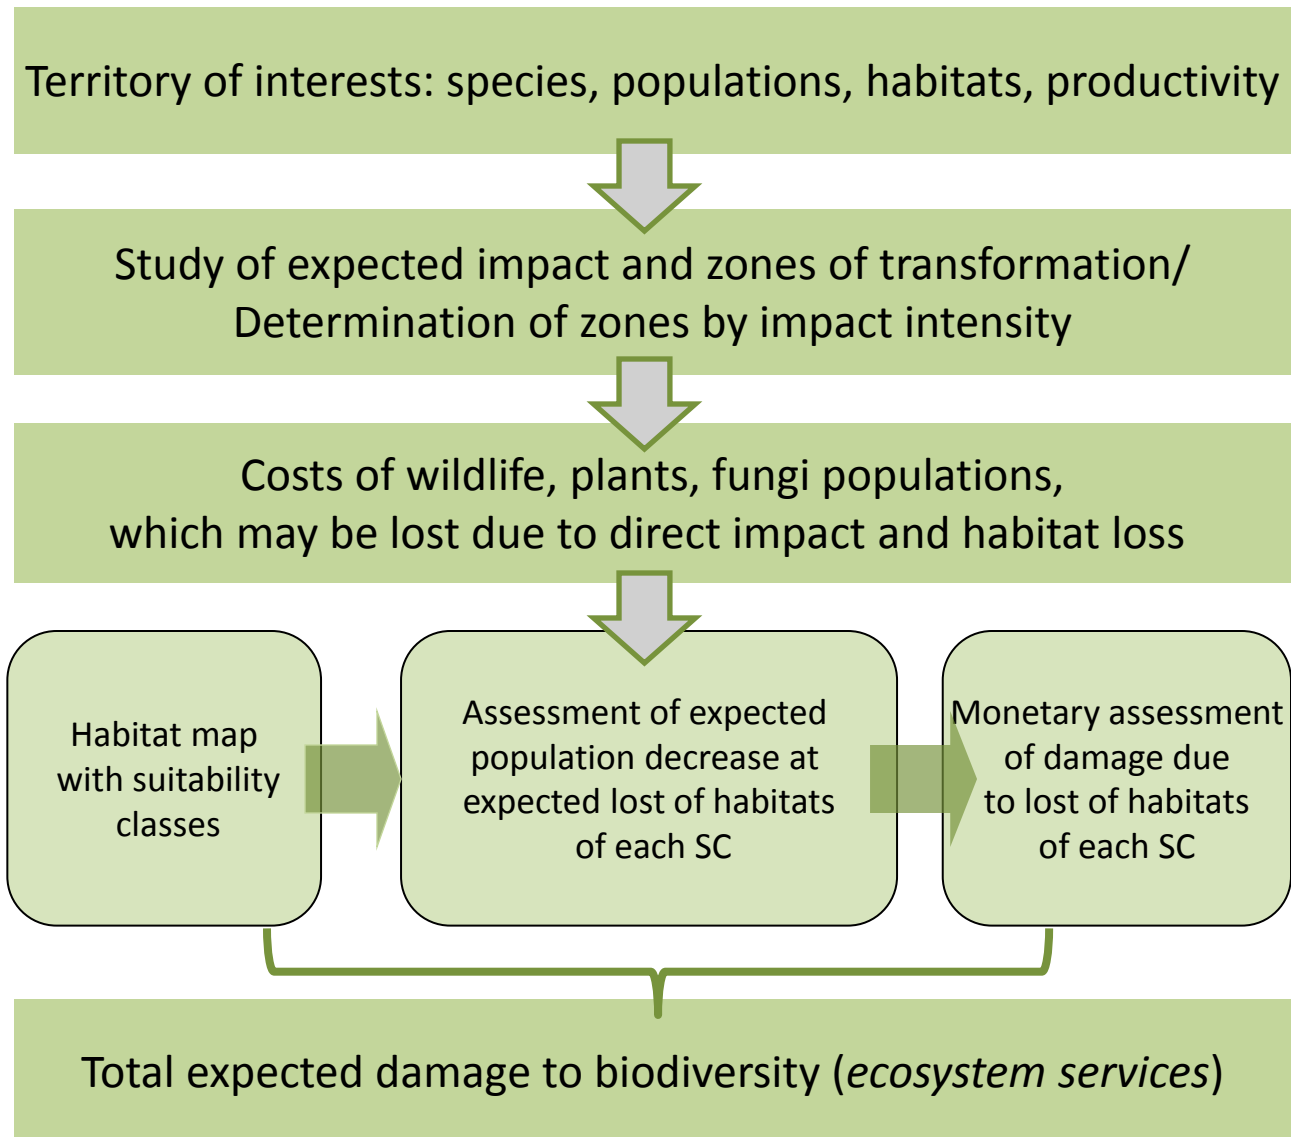 Territory of interests: species, populations, habitats, productivity
Study of expected impact and zones of transformation/
Determination of zones by impact intensity
Costs of wildlife, plants, fungi populations,
which may be lost due to direct impact and habitat loss
Habitat map
with suitability
classes
Assessment of expected
population decrease at
expected lost of habitats
of each SC
Monetary assessment
of damage due
to lost of habitats
of each SC
Total expected damage to biodiversity (ecosystem services)